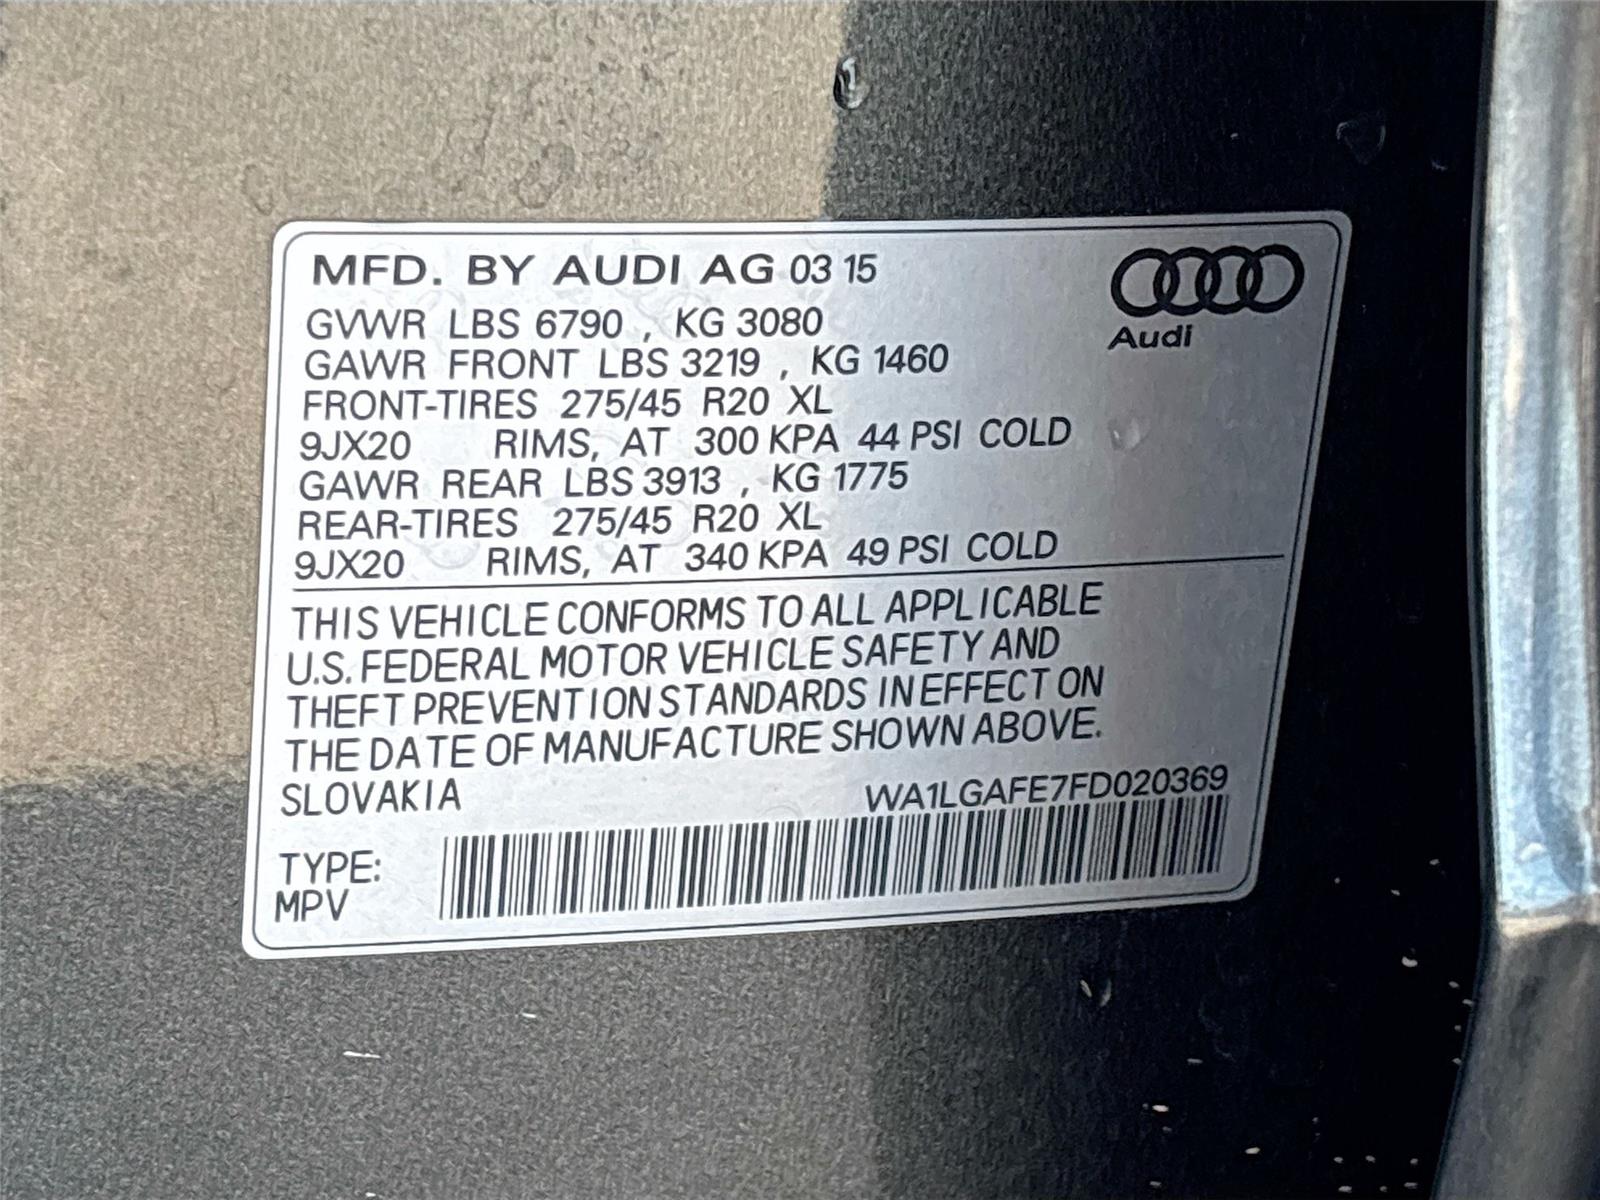 MFD. BY AUDI AG 03 15
Audi
GVWR LBS 6790 , KG 3080
GAWR FRONT LBS 3219 , KG 1460
FRONT-TIRES 275/45 R20 XL
9JX20 RIMS, AT 300 KPA 44 PSI COLD
GAWR REAR LBS 3913 , KG 1775
REAR-TIRES 275/45 R20 XL
9JX20 RIMS, AT 340 KPA 49 PSI COLD
THIS VEHICLE CONFORMS TO ALL APPLICABLE
U.S. FEDERAL MOTOR VEHICLE SAFETY AND
THEFT PREVENTION STANDARDS IN EFFECT ON
THE DATE OF MANUFACTURE SHOWN ABOVE.
SLOVAKIA WA1LGAFE7FD020369
TYPE:
MPV